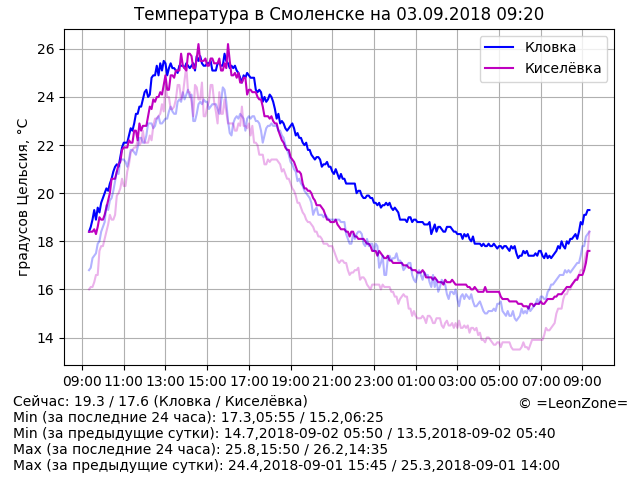 Температура в Смоленске на 03.09.2018 09:20
градусов Цельсия, °C
26
24
22
20
18
16
14
Кловка
Киселёвка
09:00 11:00 13:00 15:00 17:00 19:00 21:00 23:00 01:00 03:00 05:00 07:00 09:00
Сейчас: 19.3 / 17.6 (Кловка / Киселёвка)
© =LeonZone=
Min (за последние 24 часа): 17.3,05:55 / 15.2,06:25
Min (за предыдущие сутки): 14.7,2018-09-02 05:50 / 13.5,2018-09-02 05:40
Max (за последние 24 часа): 25.8,15:50 / 26.2,14:35
Max (за предыдущие сутки): 24.4,2018-09-01 15:45 / 25.3,2018-09-01 14:00